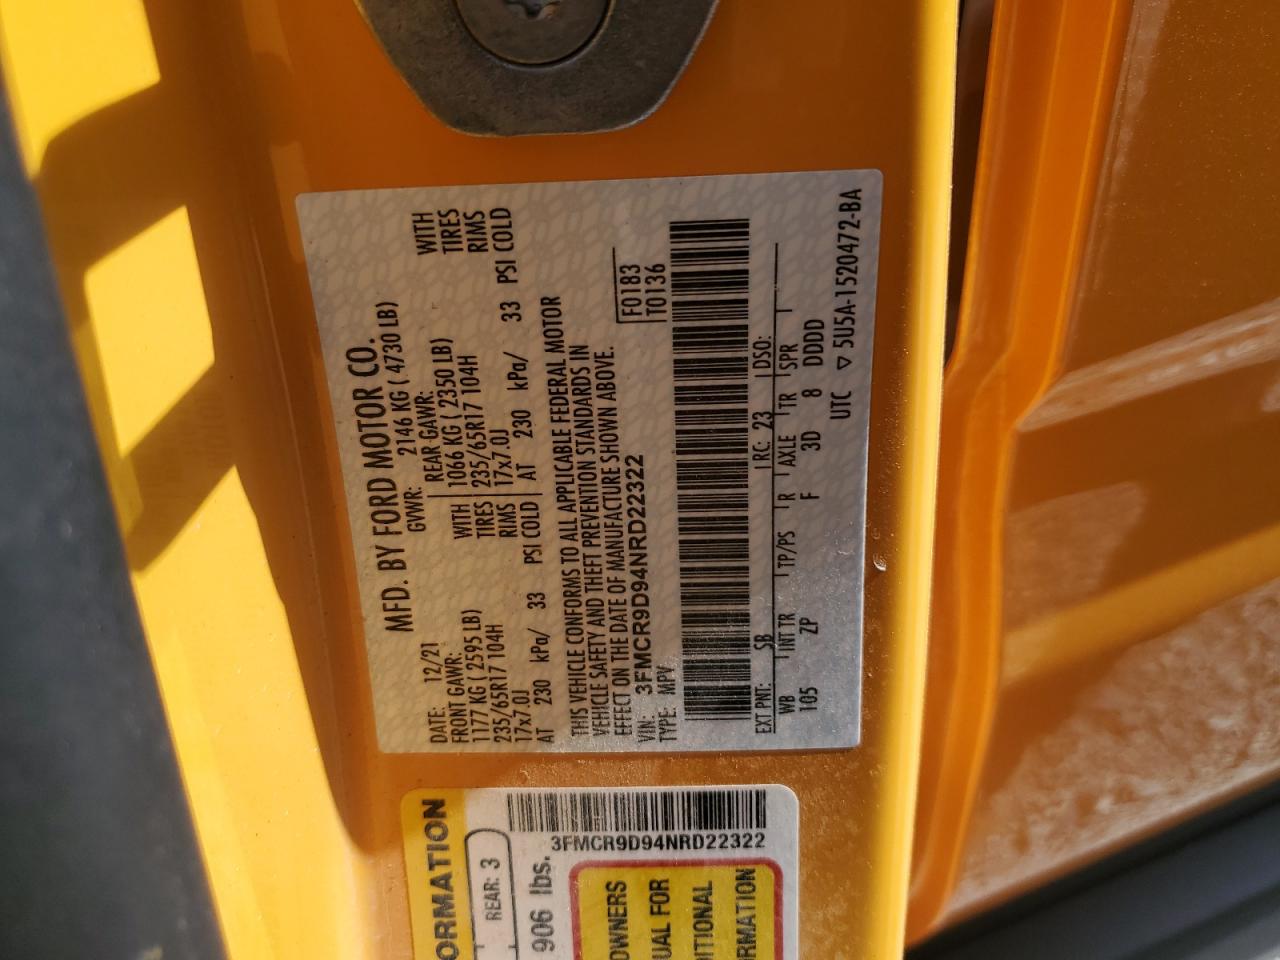 MFD. BY FORD MOTOR CO.
DATE: 12/21 GVWR: 2146 KG ( 4730 LB)
FRONT GAWR: REAR GAWR:
1177 KG ( 2595 LB) WITH 1066 KG ( 2350 LB) WITH
235/65R17 104H TIRES 235/65R17 104H TIRES
17x7.0J RIMS 17x7.0J RIMS
AT 230 kPa/ 33 PSI COLD AT 230 kPa/ 33 PSI COLD
THIS VEHICLE CONFORMS TO ALL APPLICABLE FEDERAL MOTOR
VEHICLE SAFETY AND THEFT PREVENTION STANDARDS IN
EFFECT ON THE DATE OF MANUFACTURE SHOWN ABOVE.
VIN: 3FMCR9D94NRD22322 F0183
TYPE: MPV T0136
EXT PNT: SB RC: 23 DSO:
WB INT TR TP/PS R AXLE TR SPR
105 ZP F 3D 8 DDDD
UTC ▽ 5U5A-1520472-BA
ORMATION
REAR: 3
3FMCR9D94NRD22322
906 lbs.
OWNERS
UAL FOR
ITIONAL
RMATION